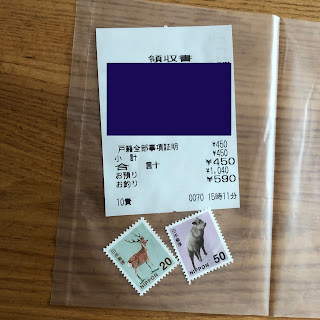 領収書
戸籍全部事項証明 ¥450
小 計 ¥450
合 計 ¥450
お預り ¥1,040
お釣り ¥590
10貴 0070 15時11分
日本郵便
20
NIPPON
日本郵便
50
NIPPON